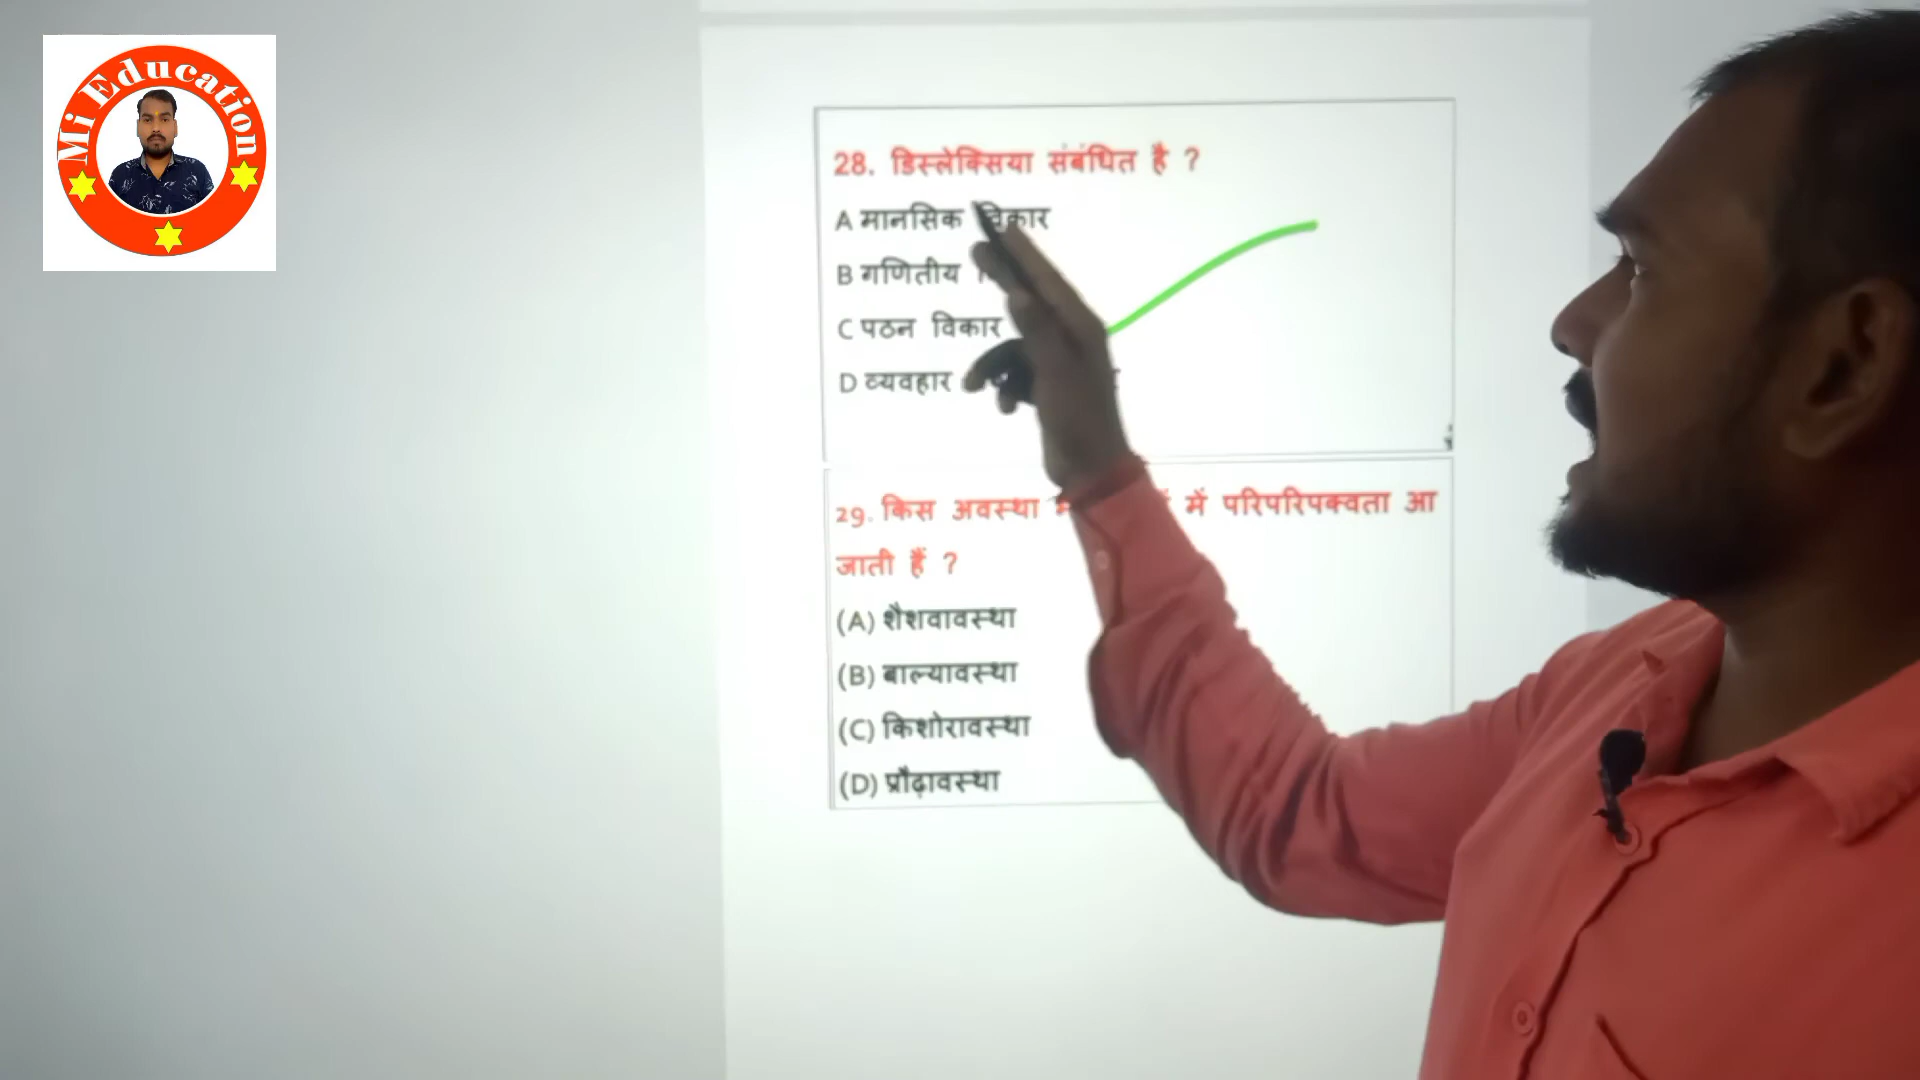 Mi Education
28. डिस्लेक्सिया संबंधित है ?
A मानसिक विकार
B गणितीय
C पठन विकार
D व्यवहार
29. किस अवस्था में परिपरिपक्वता आ
जाती हैं ?
(A) शैशवावस्था
(B) बाल्यावस्था
(C) किशोरावस्था
(D) प्रौढ़ावस्था